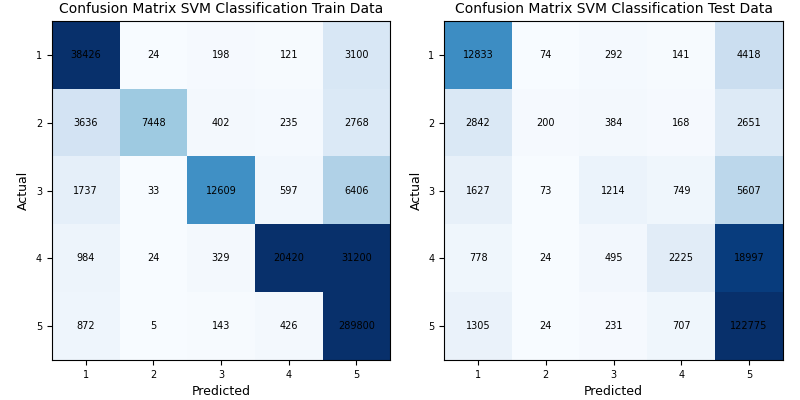 Confusion Matrix SVM Classification Train Data
Actual
1 38426 24 198 121 3100
2 3636 7448 402 235 2768
3 1737 33 12609 597 6406
4 984 24 329 20420 31200
5 872 5 143 426 289800
1 2 3 4 5
Predicted
Confusion Matrix SVM Classification Test Data
Actual
1 12833 74 292 141 4418
2 2842 200 384 168 2651
3 1627 73 1214 749 5607
4 778 24 495 2225 18997
5 1305 24 231 707 122775
1 2 3 4 5
Predicted